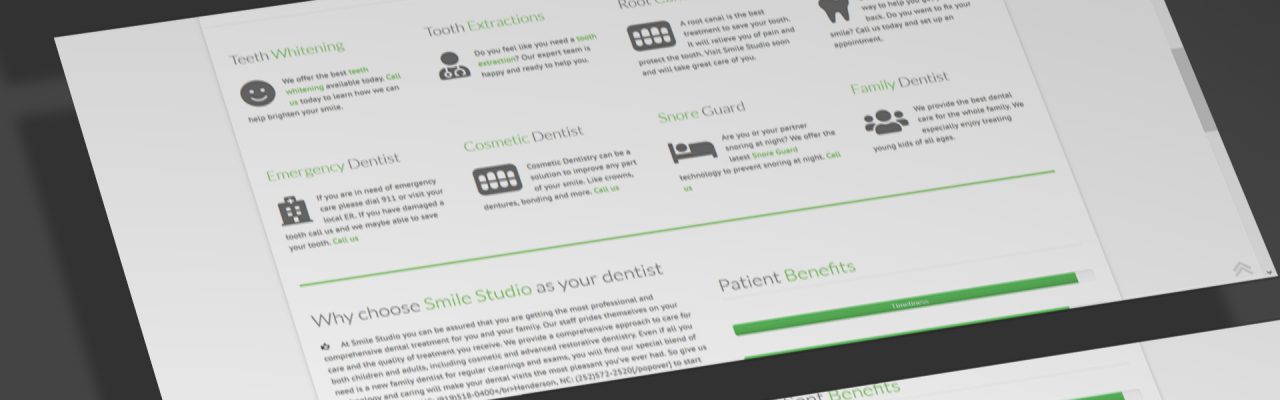 Teeth Whitening
We offer the best teeth
whitening available today. Call
us today to learn how we can
help brighten your smile.
Tooth Extractions
Do you feel like you need a tooth
extraction? Our expert team is
happy and ready to help you.
Root
A root canal is the best
treatment to save your tooth.
It will relieve you of pain and
protect the tooth. Visit Smile Studio soon
and will take great care of you.
way to help you
back. Do you want to fix your
smile? Call us today and set up an
appointment.
Emergency Dentist
If you are in need of emergency
care please dial 911 or visit your
local ER. If you have damaged a
tooth call us and we maybe able to save
your tooth. Call us
Cosmetic Dentist
Cosmetic Dentistry can be a
solution to improve any part
of your smile. Like crowns,
dentures, bonding and more. Call us
Snore Guard
Are you or your partner
snoring at night? We offer the
latest Snore Guard
technology to prevent snoring at night. Call
us
Family Dentist
We provide the best dental
care for the whole family. We
especially enjoy treating
young kids of all ages.
Why choose Smile Studio as your dentist
At Smile Studio you can be assured that you are getting the most professional and
comprehensive dental treatment for you and your family. Our staff prides themselves on your
care and the quality of treatment you receive. We provide a comprehensive approach to care for
both children and adults, including cosmetic and advanced restorative dentistry. Even if all you
need is a new family dentist for regular cleanings and exams, you will find our special blend of
and caring will make your dental visits the most pleasant you've ever had. So give us
(919)518-0400</br>Henderson, NC: (252)572-2520[/popover] to start
Patient Benefits
Timeliness
Benefits